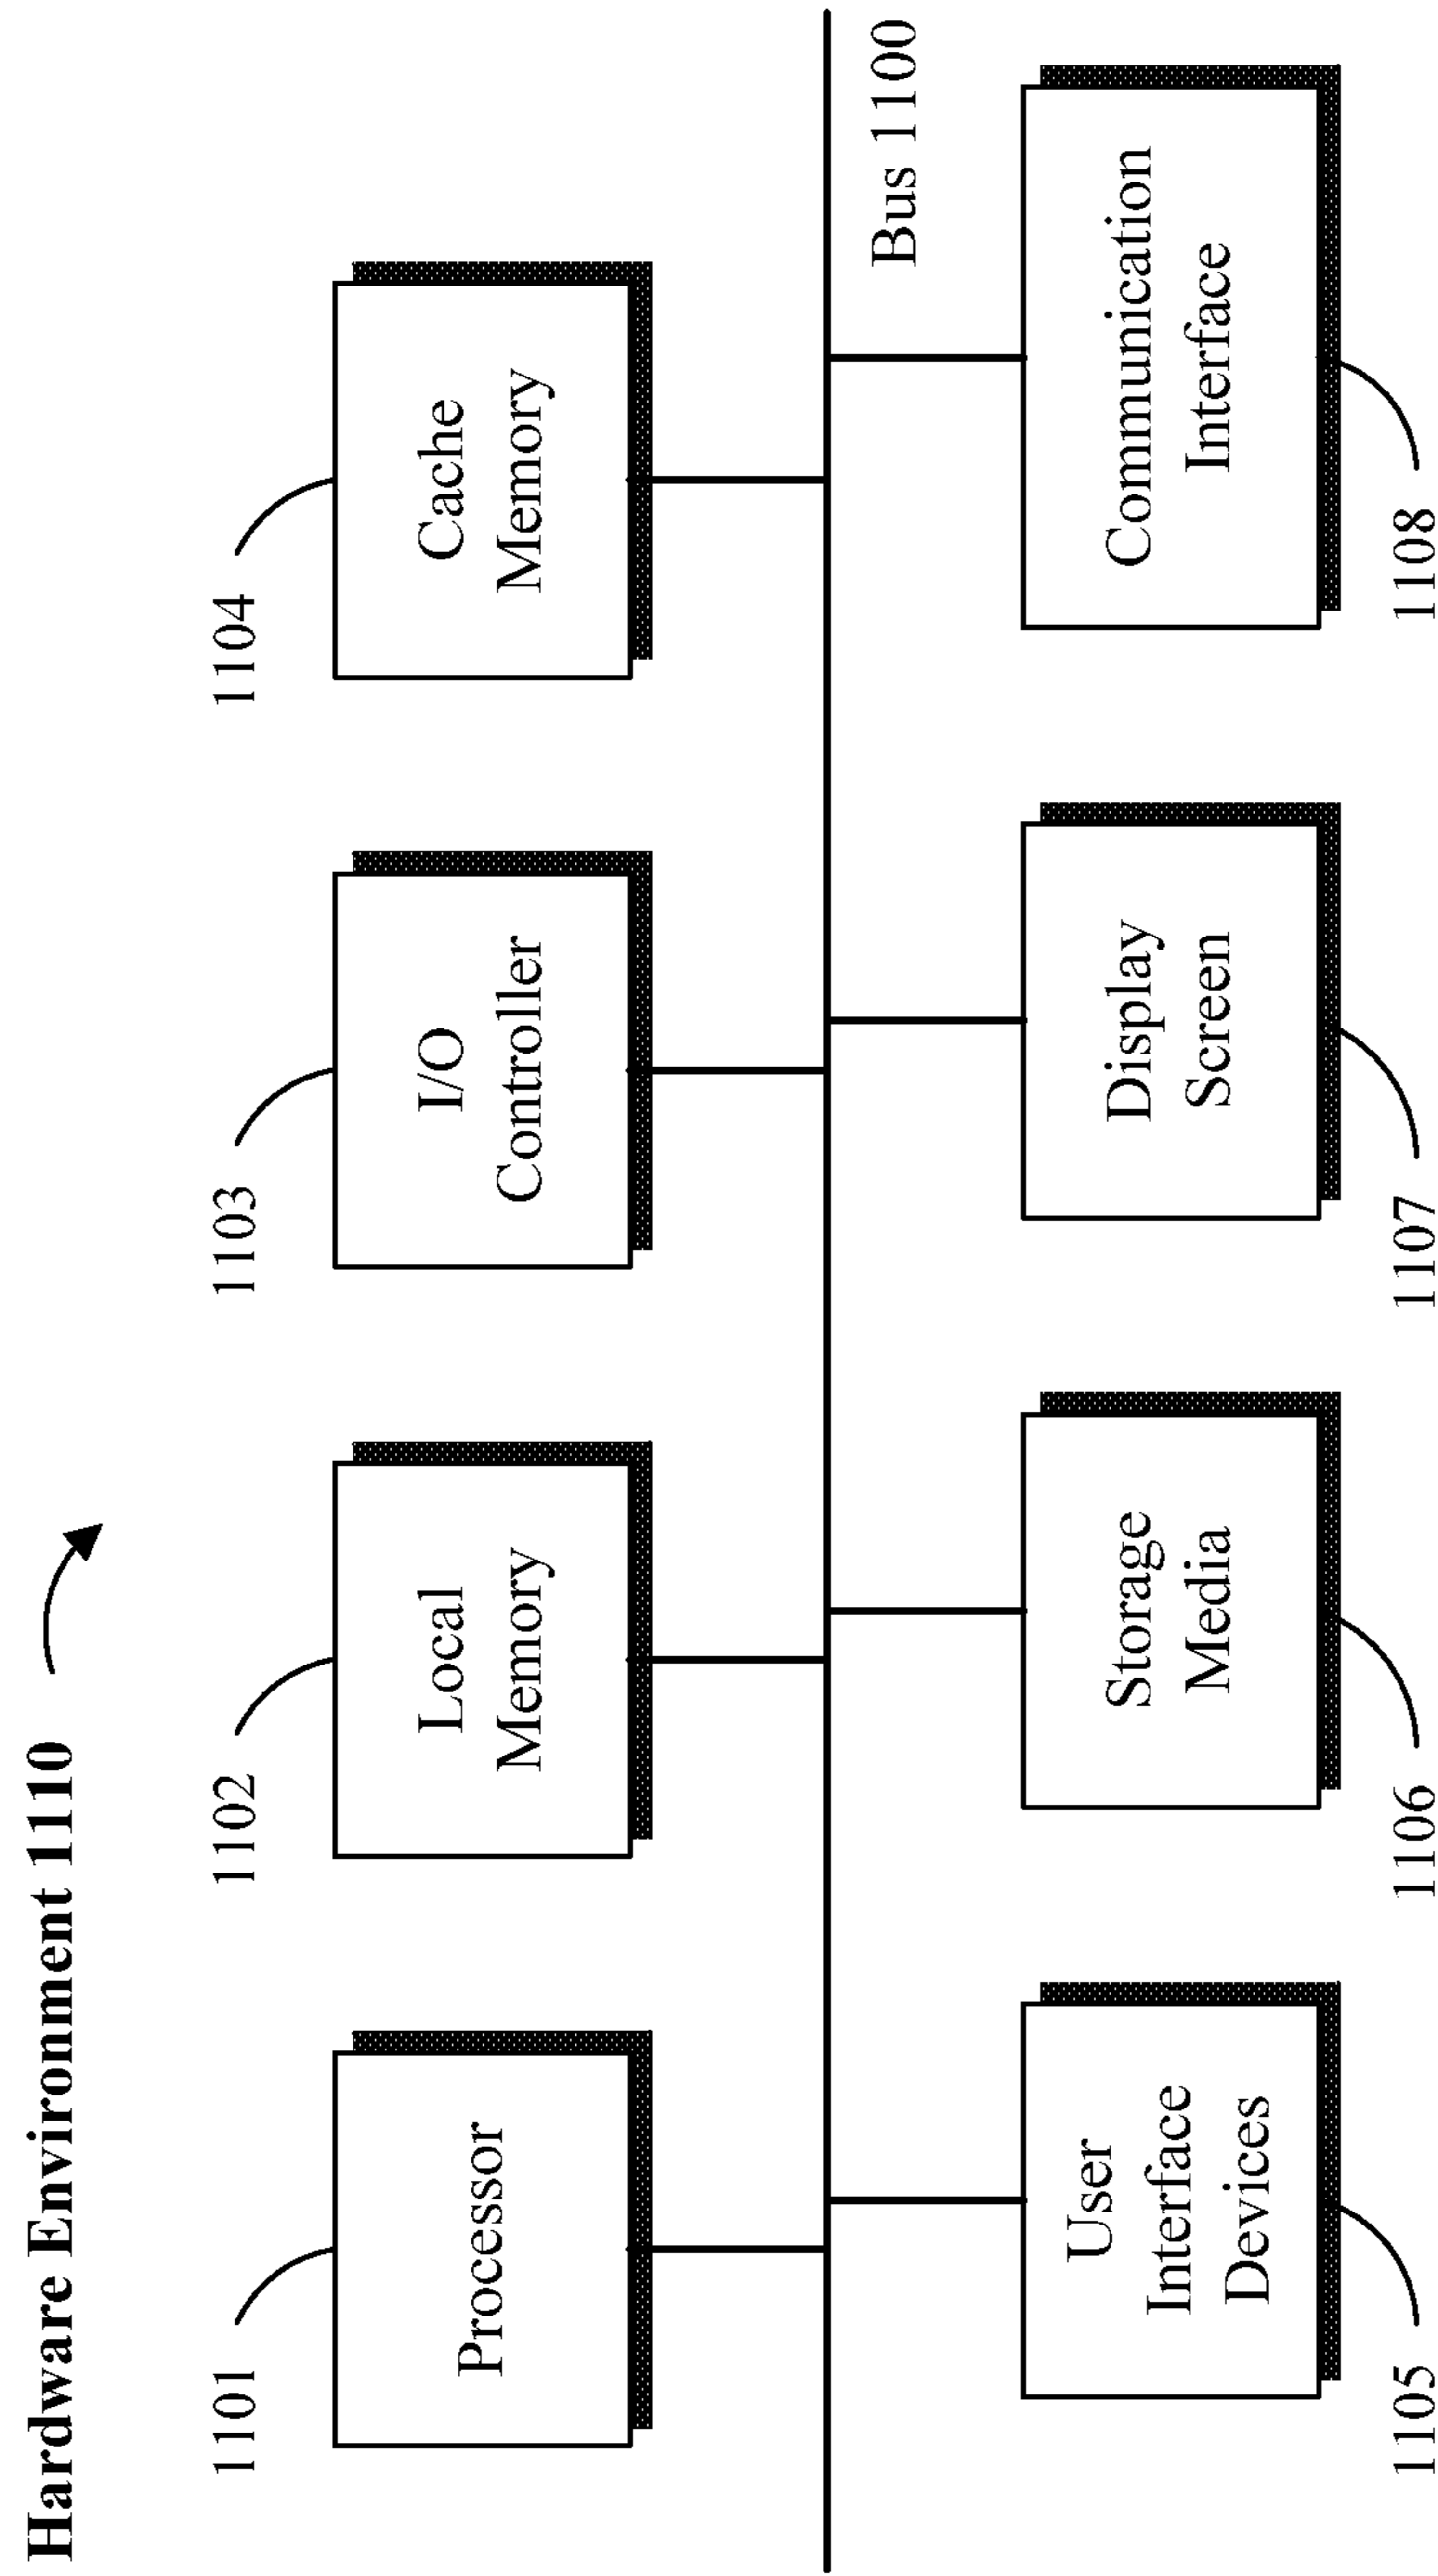 Hardware Environment 1110
1101
1102
1103
1104
Processor
Local
Memory
I/O
Controller
Cache
Memory
Bus 1100
User
Interface
Devices
Storage
Media
Display
Screen
Communication
Interface
1105
1106
1107
1108